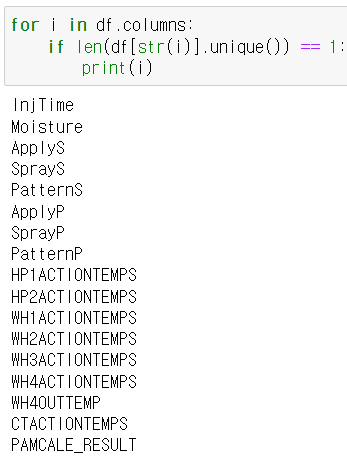 for i in df.columns:
    if len(df[str(i)].unique()) == 1:
        print(i)
InjTime
Moisture
ApplyS
SprayS
PatternS
ApplyP
SprayP
PatternP
HP1ACTIONTEMPS
HP2ACTIONTEMPS
WH1ACTIONTEMPS
WH2ACTIONTEMPS
WH3ACTIONTEMPS
WH4ACTIONTEMPS
WH4OUTTEMP
CTACTIONTEMPS
PAMCALE_RESULT